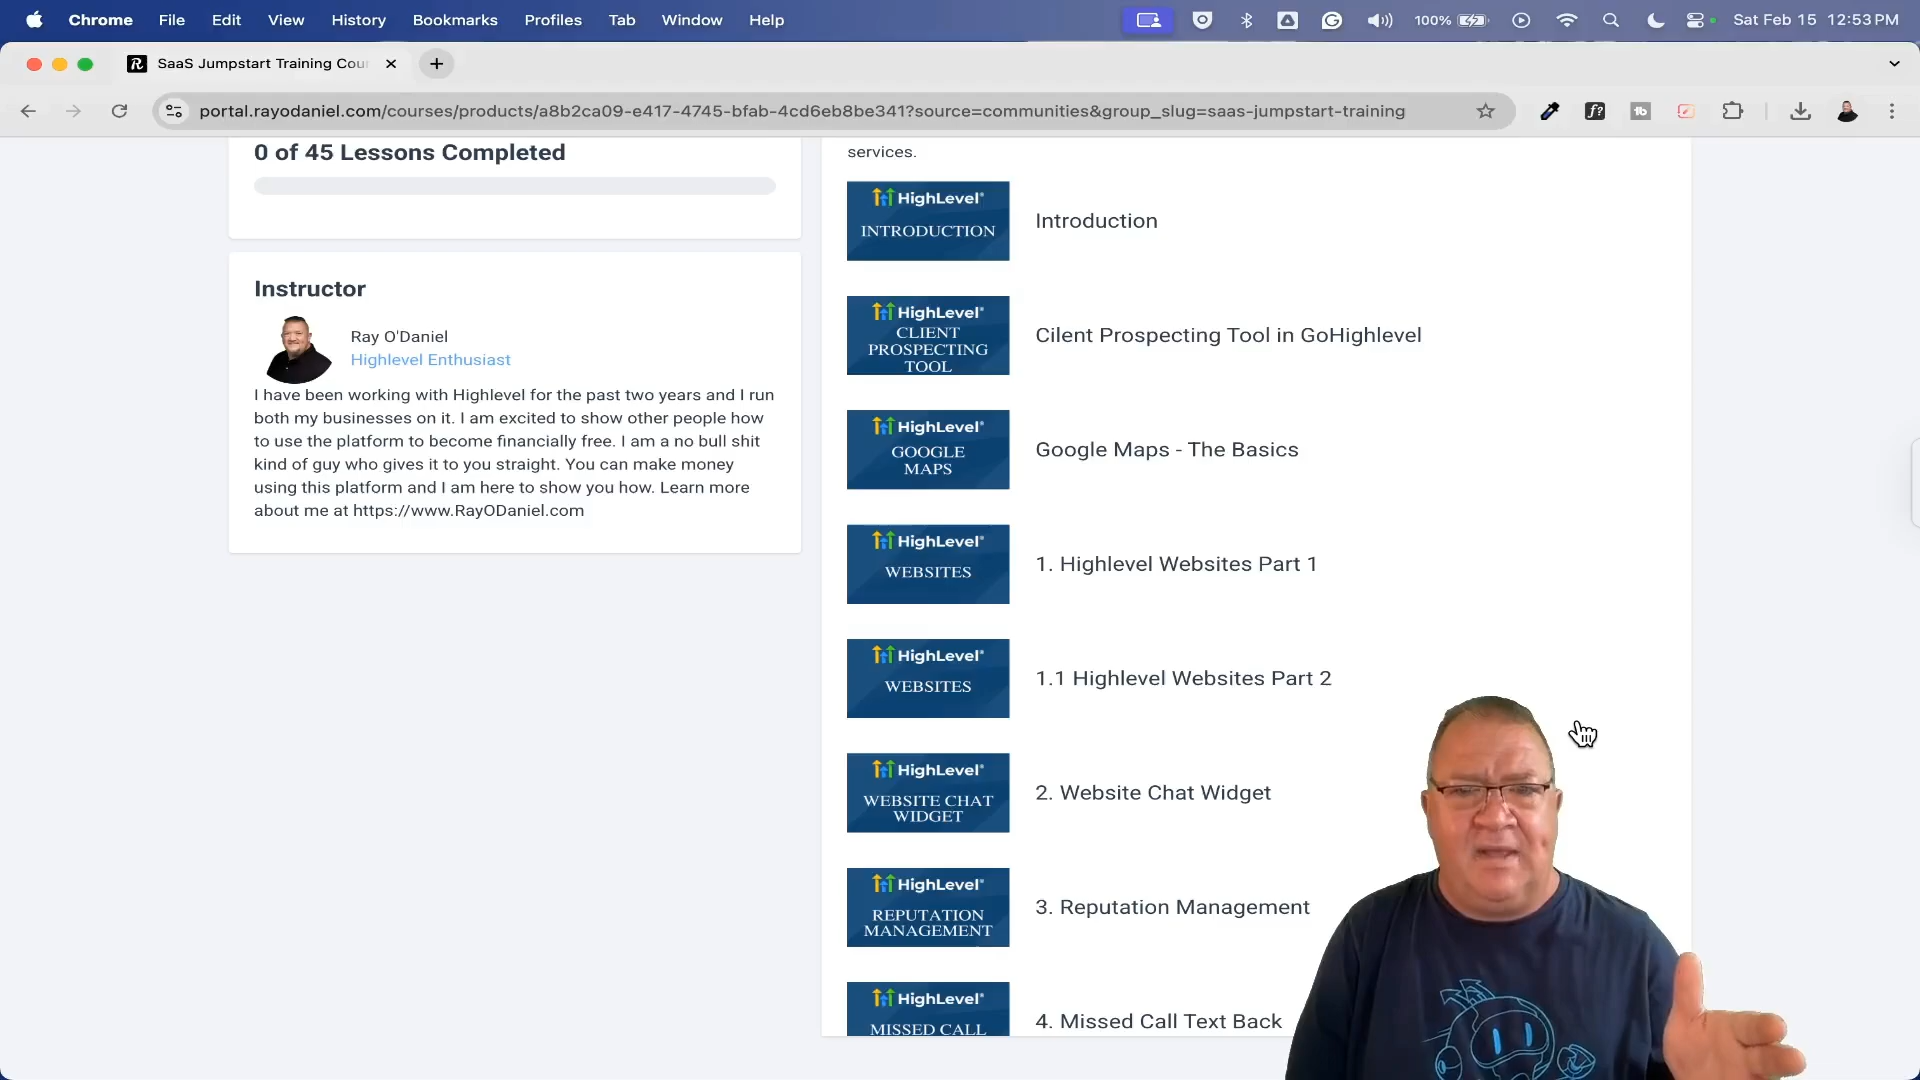 Chrome File Edit View History Bookmarks Profiles Tab Window Help 100% Sat Feb 15 12:53 PM
SaaS Jumpstart Training Cou
portal.rayodaniel.com/courses/products/a8b2ca09-e417-4745-bfab-4cd6eb8be341?source=communities&group_slug=saas-jumpstart-training
0 of 45 Lessons Completed
Instructor
Ray O'Daniel
Highlevel Enthusiast
I have been working with Highlevel for the past two years and I run
both my businesses on it. I am excited to show other people how
to use the platform to become financially free. I am a no bull shit
kind of guy who gives it to you straight. You can make money
using this platform and I am here to show you how. Learn more
about me at https://www.RayODaniel.com
services.
HighLevel
INTRODUCTION
Introduction
HighLevel
CLIENT
PROSPECTING
TOOL
Cilent Prospecting Tool in GoHighlevel
HighLevel
GOOGLE
MAPS
Google Maps - The Basics
HighLevel
WEBSITES
1. Highlevel Websites Part 1
HighLevel
WEBSITES
1.1 Highlevel Websites Part 2
HighLevel
WEBSITE CHAT
WIDGET
2. Website Chat Widget
HighLevel
REPUTATION
MANAGEMENT
3. Reputation Management
HighLevel
MISSED CALL
4. Missed Call Text Back